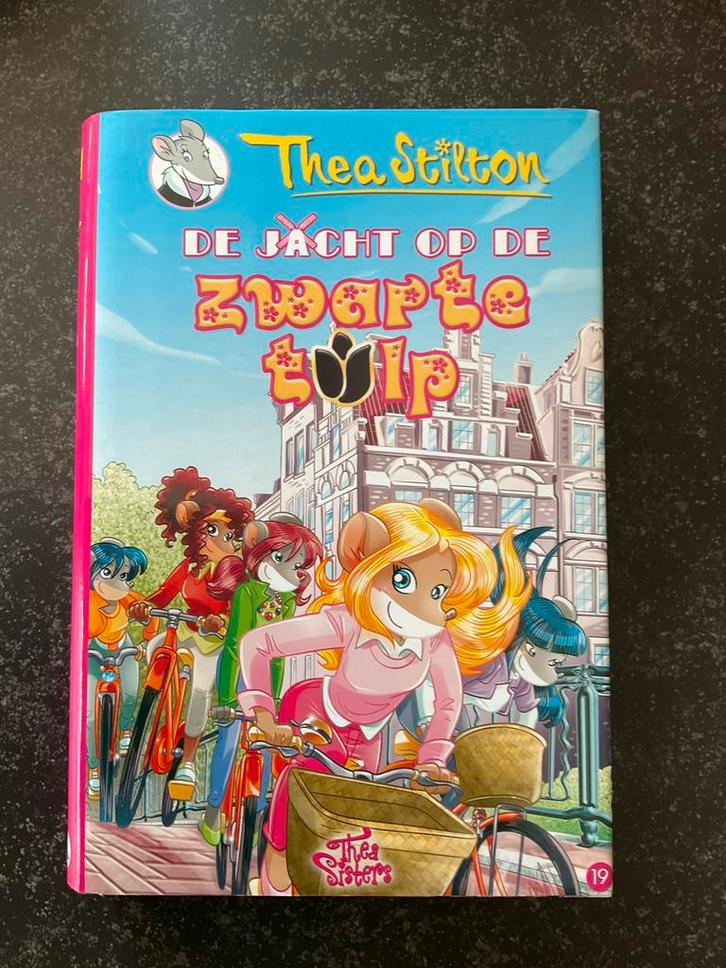 Thea Stilton
DE JACHT OP DE
zwarte
tulp
Thea
Sisters
19